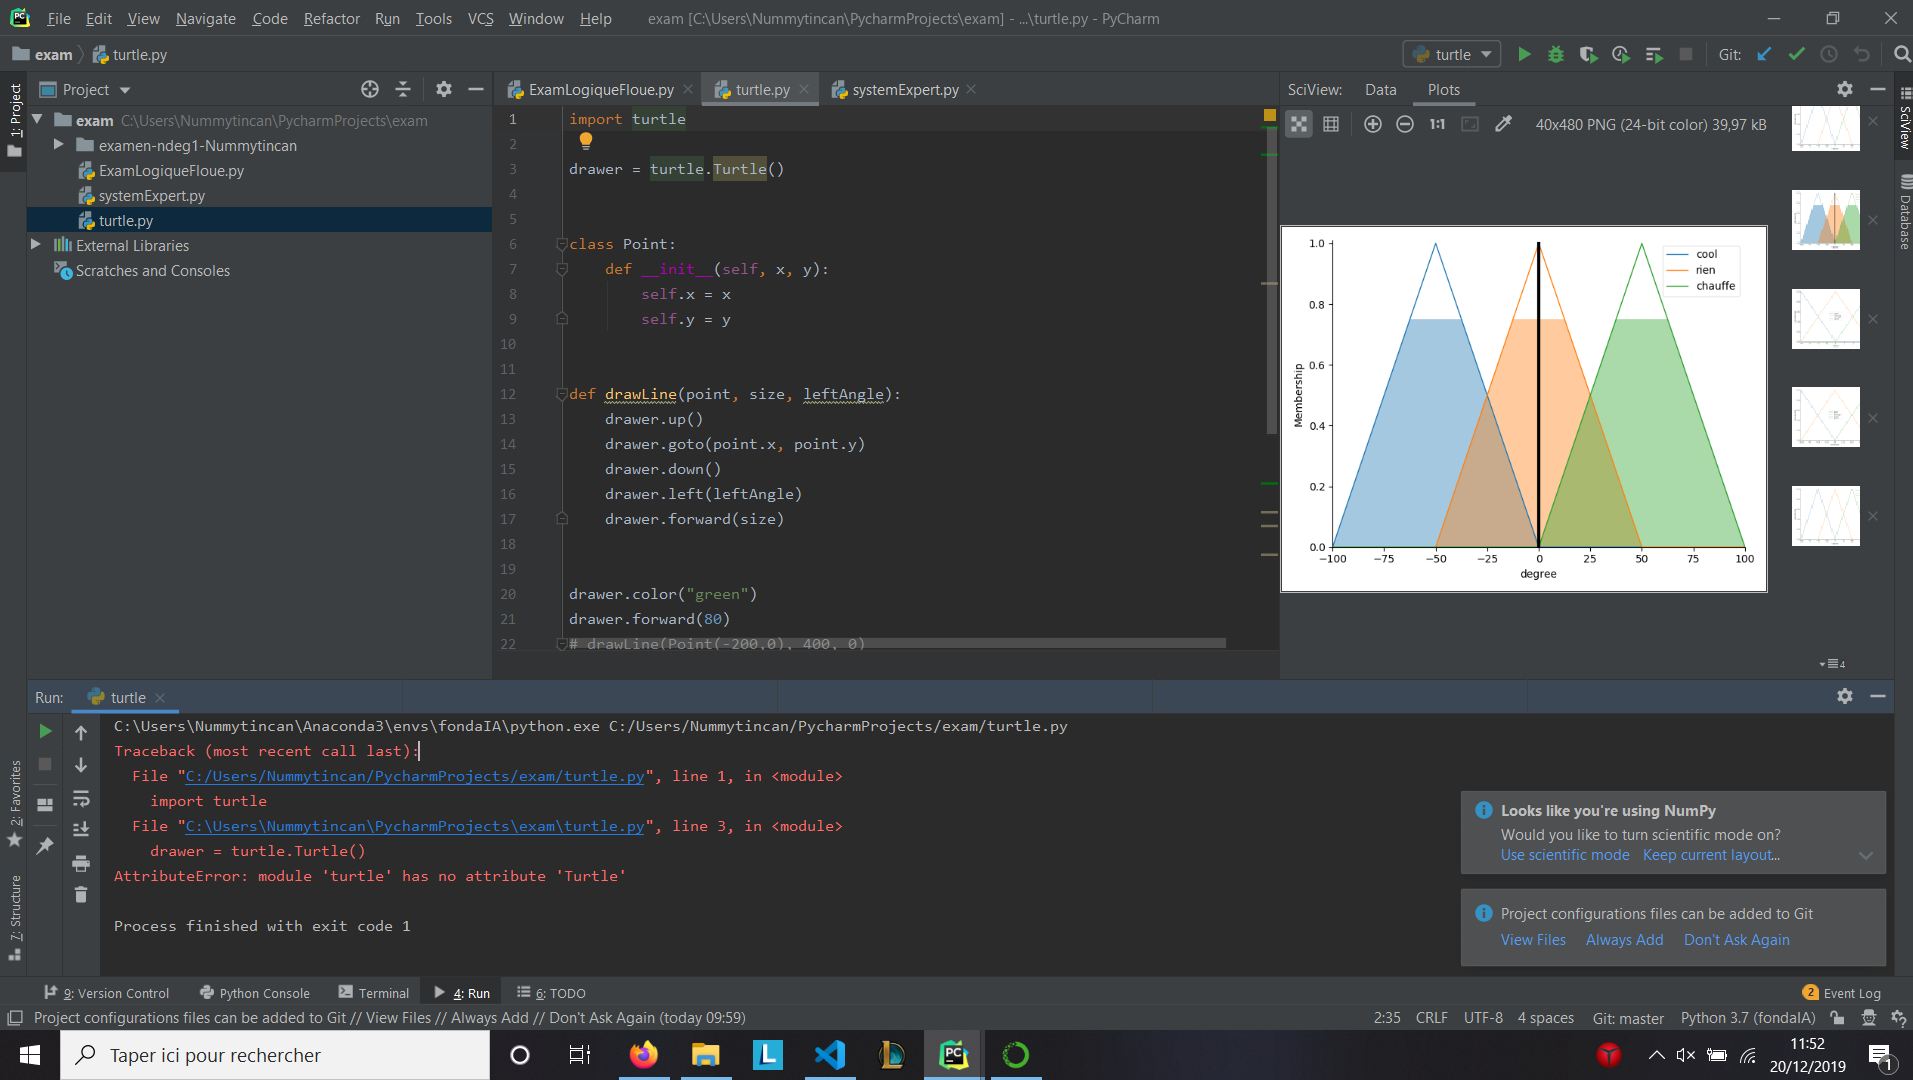 File Edit View Navigate Code Refactor Run Tools VCS Window Help exam [C:\Users\Nummytincan\PycharmProjects\exam] - ...\turtle.py - PyCharm
exam turtle.py
turtle Git:
Project
ExamLogiqueFloue.py turtle.py systemExpert.py
SciView: Data Plots
1: Project
exam C:\Users\Nummytincan\PycharmProjects\exam
examen-ndeg1-Nummytincan
ExamLogiqueFloue.py
systemExpert.py
turtle.py
External Libraries
Scratches and Consoles
1 import turtle
2
3 drawer = turtle.Turtle()
4
5
6 class Point:
7 def __init__(self, x, y):
8 self.x = x
9 self.y = y
10
11
12 def drawLine(point, size, leftAngle):
13 drawer.up()
14 drawer.goto(point.x, point.y)
15 drawer.down()
16 drawer.left(leftAngle)
17 drawer.forward(size)
18
19
20 drawer.color("green")
21 drawer.forward(80)
22 # drawLine(Point(-200,0), 400, 0)
1:1 40x480 PNG (24-bit color) 39,97 kB
SciView
Database
1.0
0.8
0.6
0.4
0.2
0.0
Membership
cool
rien
chauffe
−100 −75 −50 −25 0 25 50 75 100
degree
4
Run: turtle
C:\Users\Nummytincan\Anaconda3\envs\fondaIA\python.exe C:/Users/Nummytincan/PycharmProjects/exam/turtle.py
Traceback (most recent call last):
File "C:/Users/Nummytincan/PycharmProjects/exam/turtle.py", line 1, in <module>
import turtle
File "C:\Users\Nummytincan\PycharmProjects\exam\turtle.py", line 3, in <module>
drawer = turtle.Turtle()
AttributeError: module 'turtle' has no attribute 'Turtle'
Process finished with exit code 1
2: Favorites
7: Structure
Looks like you're using NumPy
Would you like to turn scientific mode on?
Use scientific mode Keep current layout...
Project configurations files can be added to Git
View Files Always Add Don't Ask Again
9: Version Control Python Console Terminal 4: Run 6: TODO 2 Event Log
Project configurations files can be added to Git // View Files // Always Add // Don't Ask Again (today 09:59)
2:35 CRLF UTF-8 4 spaces Git: master Python 3.7 (fondaIA)
Taper ici pour rechercher
L
PC
11:52
20/12/2019
1